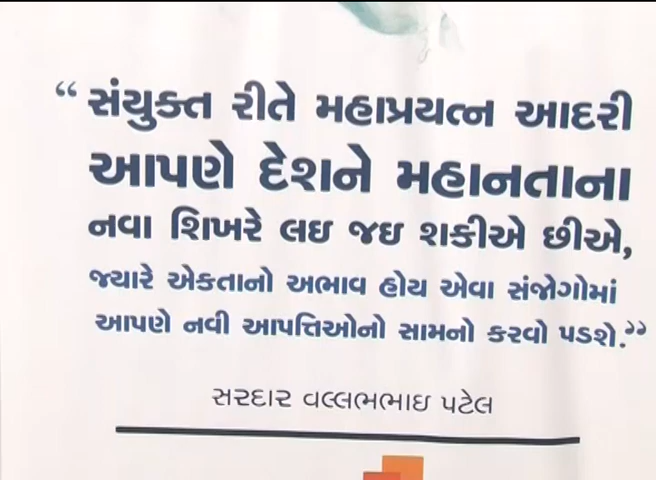 “ સંયુક્ત રીતે મહાપ્રયત્ન આદરી
આપણે દેશને મહાનતાના
નવા શિખરે લઇ જઇ શકીએ છીએ,
જ્યારે એકતાનો અભાવ હોય એવા સંજોગોમાં
આપણે નવી આપત્તિઓનો સામનો કરવો પડશે.”
સરદાર વલ્લભભાઇ પટેલ